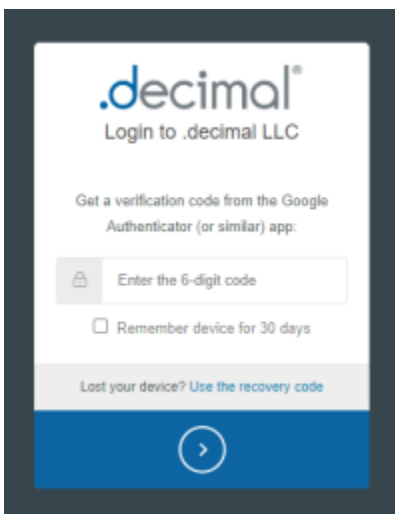 .decimal®
Login to .decimal LLC
Get a verification code from the Google
Authenticator (or similar) app:
Enter the 6-digit code
Remember device for 30 days
Lost your device? Use the recovery code